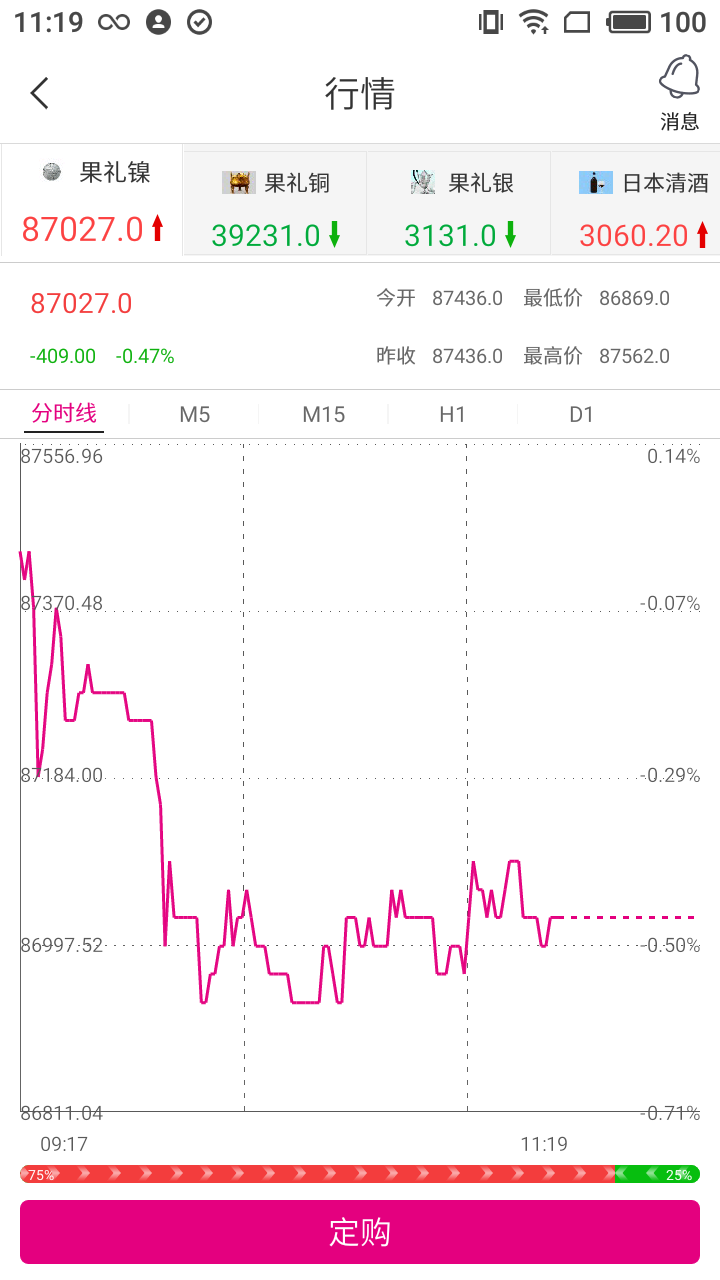 11:19 100
行情
消息
果礼镍 果礼铜 果礼银 日本清酒
87027.0 39231.0 3131.0 3060.20
87027.0 今开 87436.0 最低价 86869.0
-409.00 -0.47% 昨收 87436.0 最高价 87562.0
分时线 M5 M15 H1 D1
87556.96 0.14%
87370.48 -0.07%
87184.00 -0.29%
86997.52 -0.50%
86811.04 -0.71%
09:17 11:19
75% 25%
定购